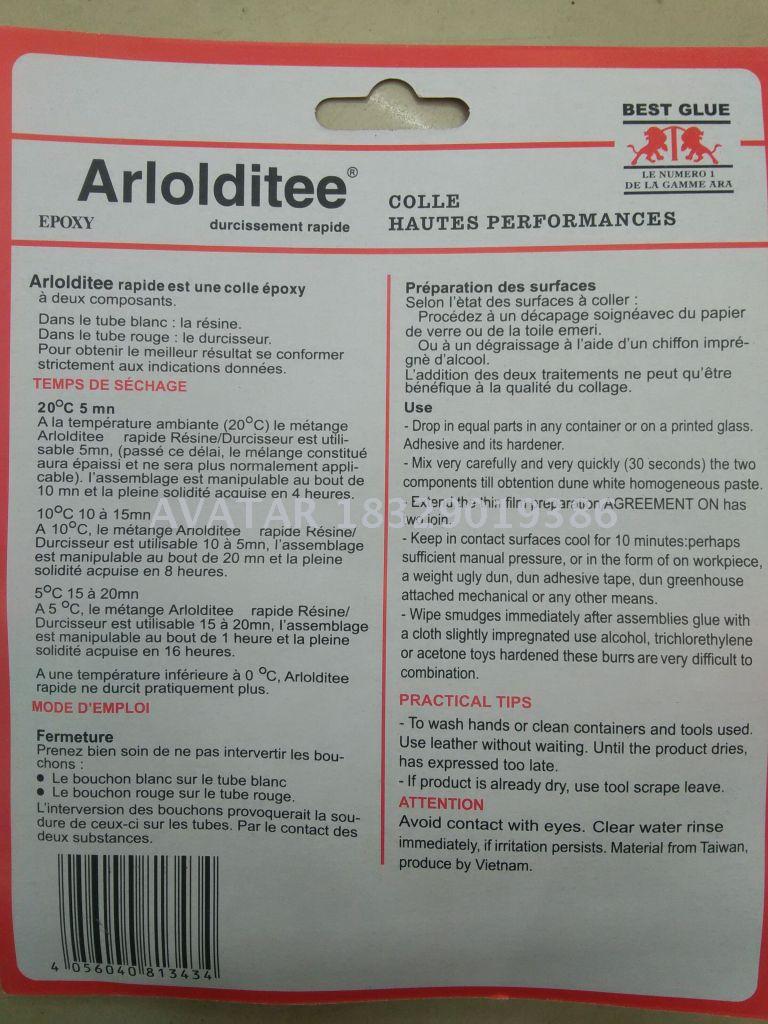 BEST GLUE
LE NUMERO 1
DE LA GAMME ARA
Arlolditee®
EPOXY
durcissement rapide
COLLE
HAUTES PERFORMANCES
Arlolditee rapide est une colle époxy
à deux composants.
Dans le tube blanc : la résine.
Dans le tube rouge : le durcisseur.
Pour obtenir le meilleur résultat se conformer
strictement aux indications données.
TEMPS DE SÉCHAGE
20°C 5 mn
A la température ambiante (20°C) le métange
Arlolditee rapide Résine/Durcisseur est utili-
sable 5mn, (passé ce délai, le mélange constitué
aura épaissi et ne sera plus normalement appli-
cable). l'assemblage est manipulable au bout de
10 mn et la pleine solidité acquise en 4 heures.
10°C 10 à 15mn
A 10°C, le métange Arlolditee rapide Résine/
Durcisseur est utilisable 10 à 5mn, l'assemblage
est manipulable au bout de 20 mn et la pleine
solidité acpuise en 8 heures.
5°C 15 à 20mn
A 5 °C, le métange Arlolditee rapide Résine/
Durcisseur est utilisable 15 à 20mn, l'assemblage
est manipulable au bout de 1 heure et la pleine
solidité acpuise en 16 heures.
A une température inférieure à 0 °C, Arlolditee
rapide ne durcit pratiquement plus.
MODE D'EMPLOI
Fermeture
Prenez bien soin de ne pas intervertir les bou-
chons :
● Le bouchon blanc sur le tube blanc
● Le bouchon rouge sur le tube rouge.
L'interversion des bouchons provoquerait la sou-
dure de ceux-ci sur les tubes. Par le contact des
deux substances.
4 056040 813434
Préparation des surfaces
Selon l'ètat des surfaces à coller :
Procédez à un décapage soignéavec du papier
de verre ou de la toile emeri.
Ou à un dégraissage à l'aide d'un chiffon impré-
gnè d'alcool.
L'addition des deux traitements ne peut qu'être
bénéfique à la qualité du collage.
Use
- Drop in equal parts in any container or on a printed glass.
Adhesive and its hardener.
- Mix very carefully and very quickly (30 seconds) the two
components till obtention dune white homogeneous paste.
- Extend the thin film preparation AGREEMENT ON has
we join.
- Keep in contact surfaces cool for 10 minutes:perhaps
sufficient manual pressure, or in the form of on workpiece,
a weight ugly dun, dun adhesive tape, dun greenhouse
attached mechanical or any other means.
- Wipe smudges immediately after assemblies glue with
a cloth slightly impregnated use alcohol, trichlorethylene
or acetone toys hardened these burrs are very difficult to
combination.
PRACTICAL TIPS
- To wash hands or clean containers and tools used.
Use leather without waiting. Until the product dries,
has expressed too late.
- If product is already dry, use tool scrape leave.
ATTENTION
Avoid contact with eyes. Clear water rinse
immediately, if irritation persists. Material from Taiwan,
produce by Vietnam.
AVATAR 18329019386